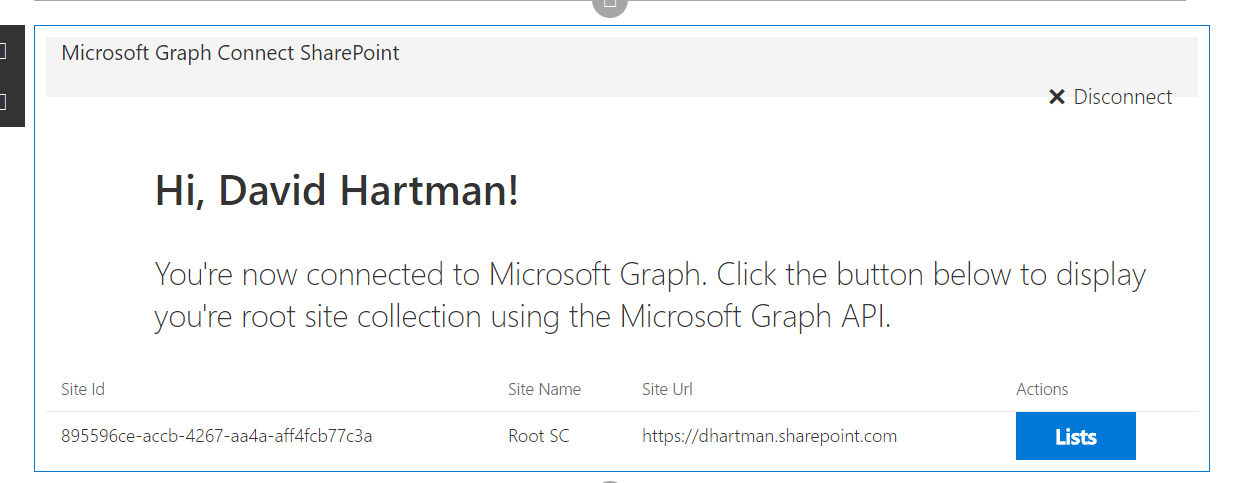 Microsoft Graph Connect SharePoint
✕ Disconnect
Hi, David Hartman!
You're now connected to Microsoft Graph. Click the button below to display
you're root site collection using the Microsoft Graph API.
Site Id Site Name Site Url Actions
895596ce-accb-4267-aa4a-aff4fcb77c3a Root SC https://dhartman.sharepoint.com Lists